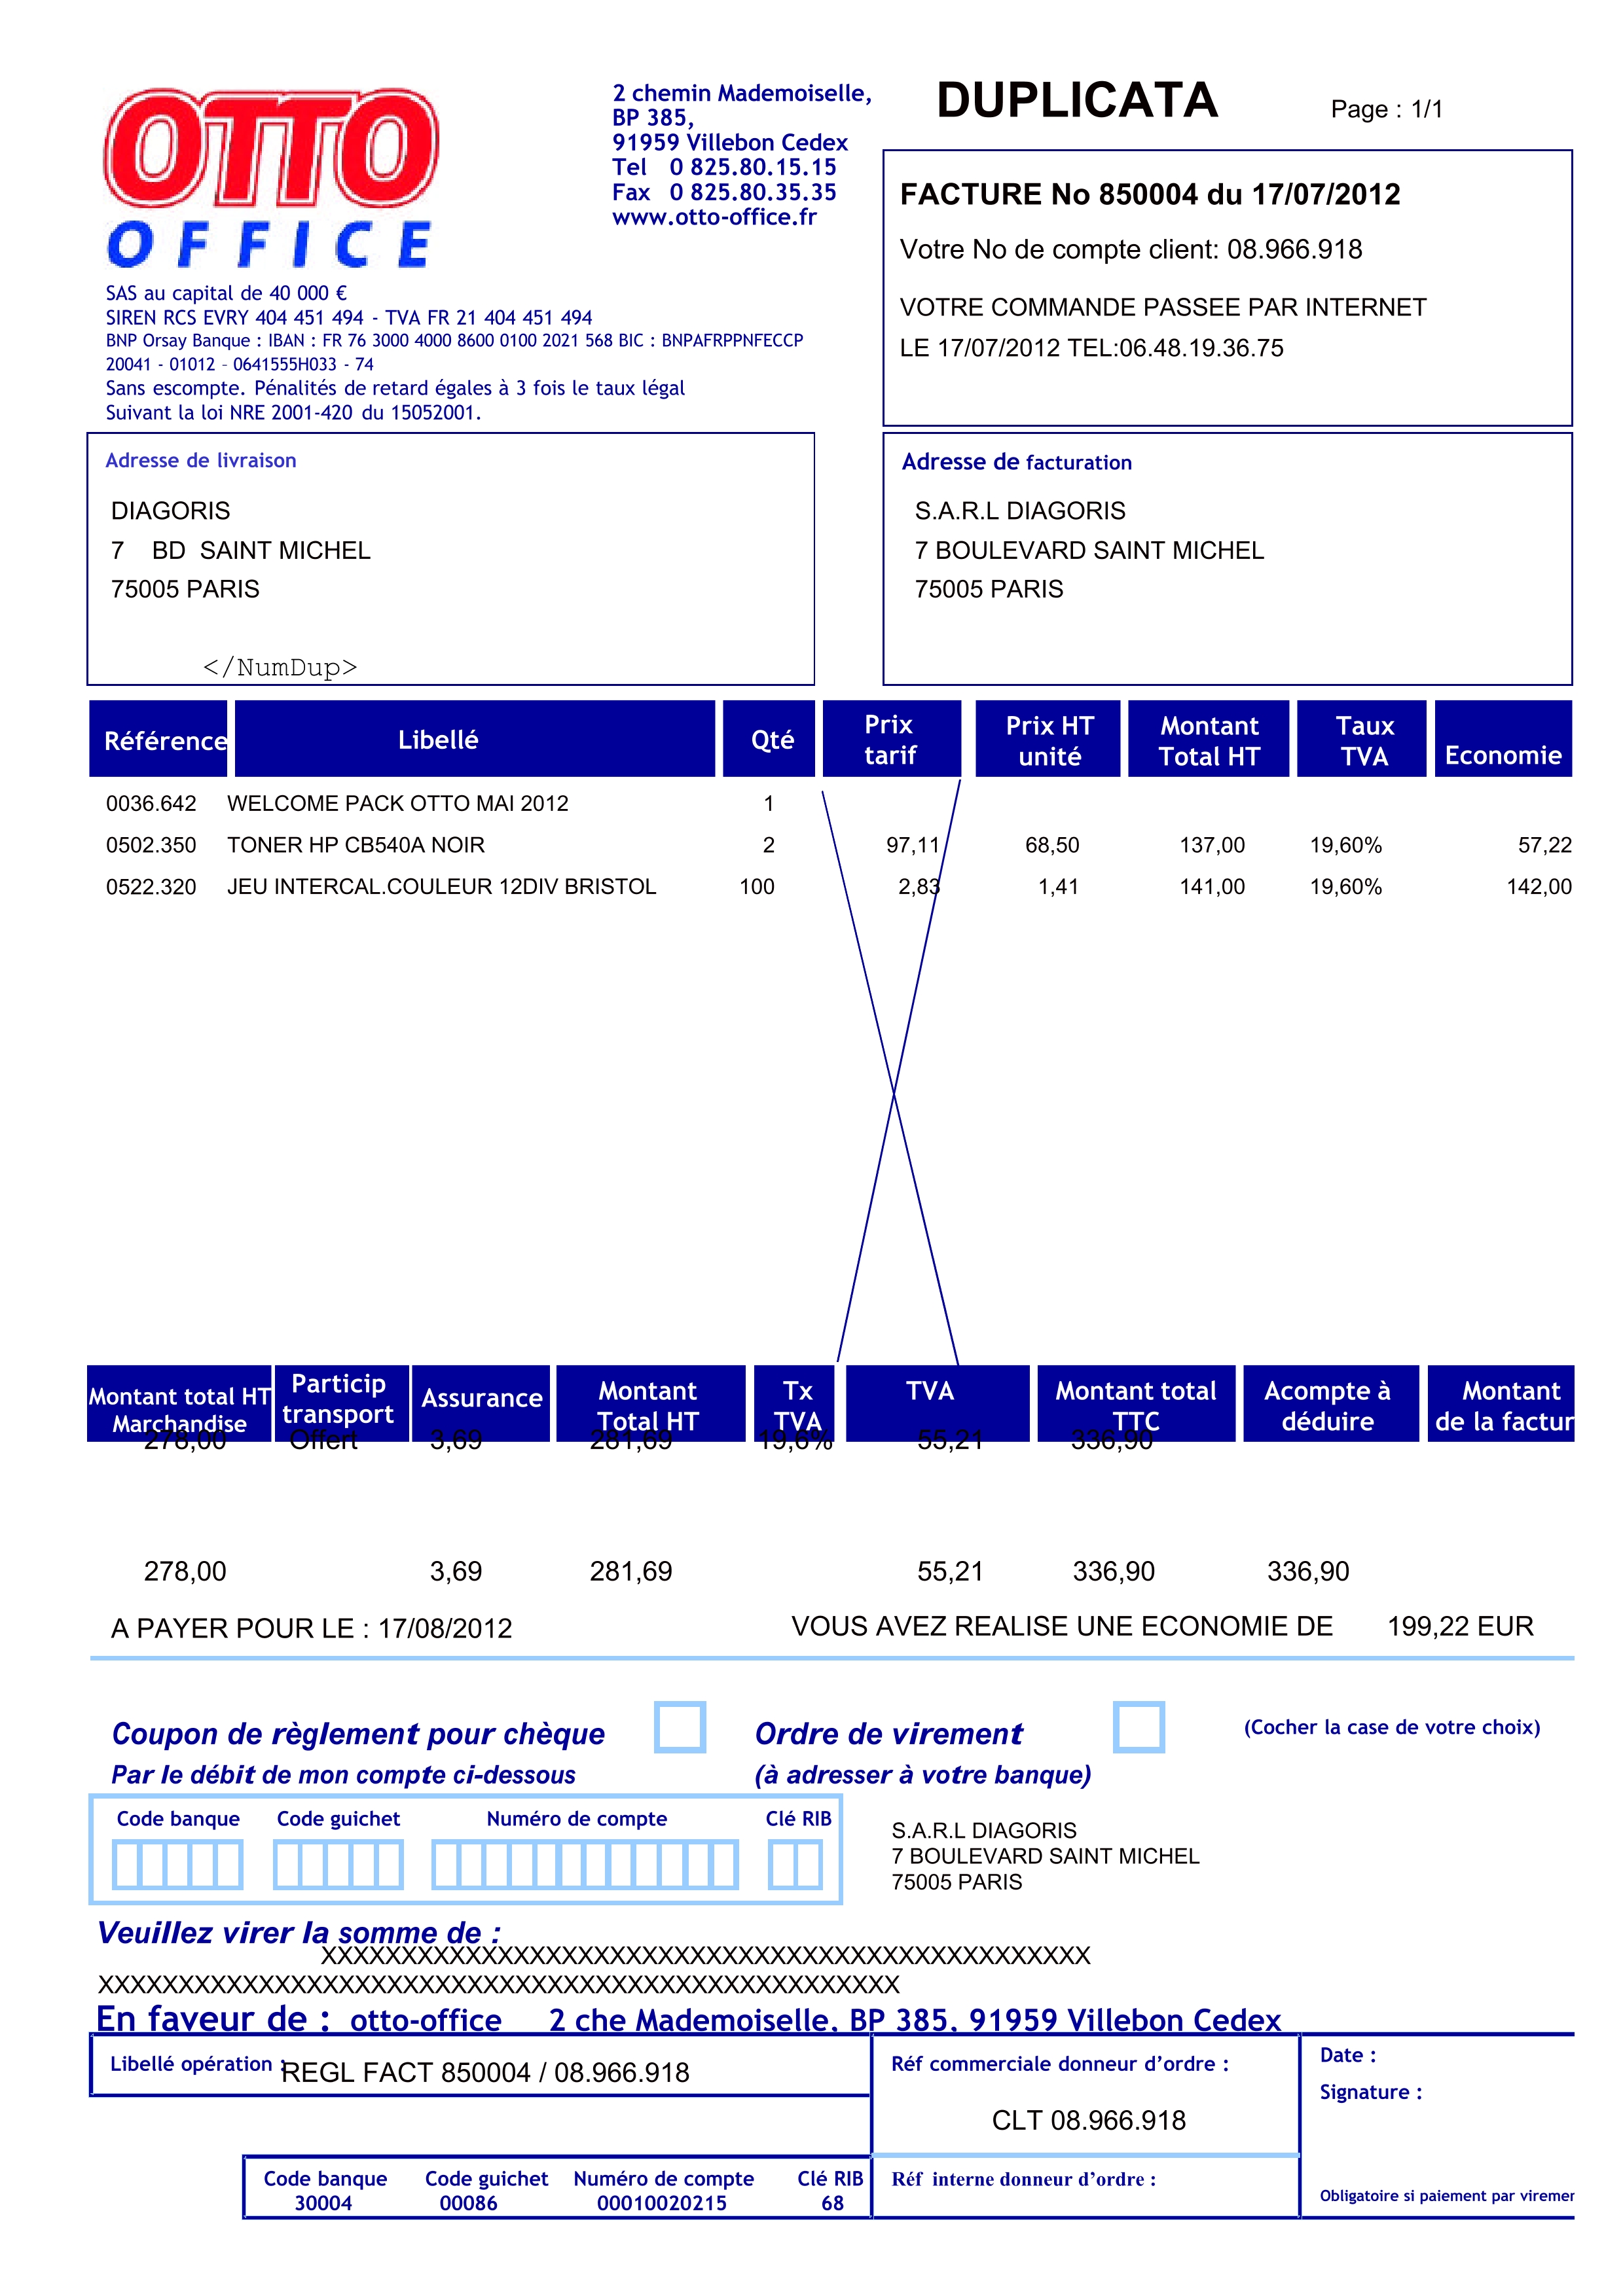 OTTO
OFFICE
2 chemin Mademoiselle,
BP 385,
91959 Villebon Cedex
Tel 0 825.80.15.15
Fax 0 825.80.35.35
www.otto-office.fr
DUPLICATA
Page : 1/1
FACTURE No 850004 du 17/07/2012
Votre No de compte client: 08.966.918
VOTRE COMMANDE PASSEE PAR INTERNET
LE 17/07/2012 TEL:06.48.19.36.75
SAS au capital de 40 000 €
SIREN RCS EVRY 404 451 494 - TVA FR 21 404 451 494
BNP Orsay Banque : IBAN : FR 76 3000 4000 8600 0100 2021 568 BIC : BNPAFRPPNFECCP
20041 - 01012 - 0641555H033 - 74
Sans escompte. Pénalités de retard égales à 3 fois le taux légal
Suivant la loi NRE 2001-420 du 15052001.
Adresse de livraison
DIAGORIS
7 BD SAINT MICHEL
75005 PARIS
</NumDup>
Adresse de facturation
S.A.R.L DIAGORIS
7 BOULEVARD SAINT MICHEL
75005 PARIS
Référence Libellé Qté Prix tarif Prix HT unité Montant Total HT Taux TVA Economie
0036.642 WELCOME PACK OTTO MAI 2012 1
0502.350 TONER HP CB540A NOIR 2 97,11 68,50 137,00 19,60% 57,22
0522.320 JEU INTERCAL.COULEUR 12DIV BRISTOL 100 2,83 1,41 141,00 19,60% 142,00
Montant total HT Marchandise Particip transport Assurance Montant Total HT Tx TVA TVA Montant total TTC Acompte à déduire Montant de la factur
278,00 Offert 3,69 281,69 19,6% 55,21 336,90
278,00 3,69 281,69 55,21 336,90 336,90
A PAYER POUR LE : 17/08/2012 VOUS AVEZ REALISE UNE ECONOMIE DE 199,22 EUR
Coupon de règlement pour chèque Ordre de virement (Cocher la case de votre choix)
Par le débit de mon compte ci-dessous (à adresser à votre banque)
Code banque Code guichet Numéro de compte Clé RIB
S.A.R.L DIAGORIS
7 BOULEVARD SAINT MICHEL
75005 PARIS
Veuillez virer la somme de :
XXXXXXXXXXXXXXXXXXXXXXXXXXXXXXXXXXXXXXXXXXXXXXXX
XXXXXXXXXXXXXXXXXXXXXXXXXXXXXXXXXXXXXXXXXXXXXXXXXX
En faveur de : otto-office 2 che Mademoiselle, BP 385, 91959 Villebon Cedex
Libellé opération : REGL FACT 850004 / 08.966.918
Réf commerciale donneur d’ordre :
CLT 08.966.918
Date :
Signature :
Code banque Code guichet Numéro de compte Clé RIB
30004 00086 00010020215 68
Réf interne donneur d’ordre :
Obligatoire si paiement par viremer